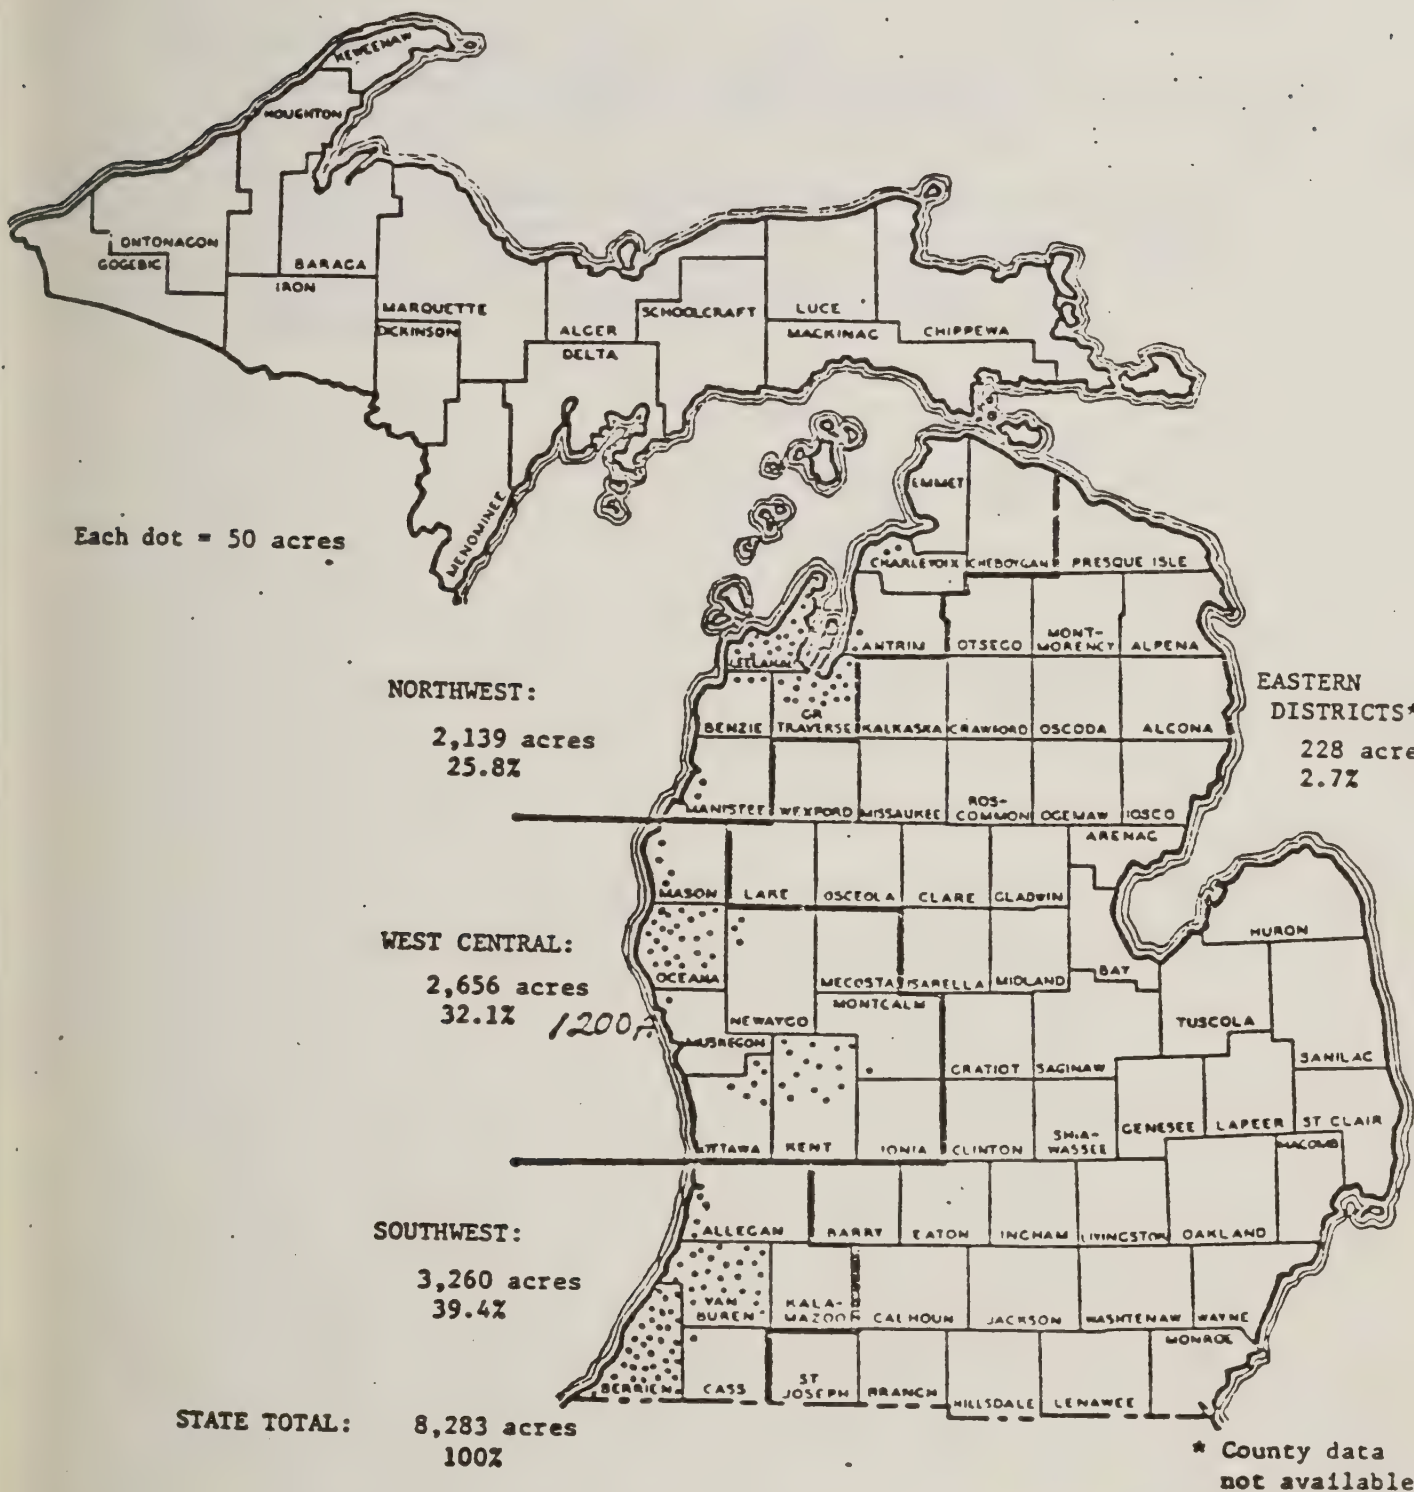 KEWEENAW
HOUGHTON
ONTONAGON
GOGEBIC
BARAGA
IRON
MARQUETTE
DICKINSON
ALGER
DELTA
SCHOOLCRAFT
LUCE
MACKINAC
CHIPPEWA
MENOMINEE
Each dot = 50 acres
EMMET
CHARLEVOIX
CHEBOYGAN
PRESQUE ISLE
LEELANAU
ANTRIM
OTSEGO
MONT-
MORENCY
ALPENA
NORTHWEST:
2,139 acres
25.8%
BENZIE
GR
TRAVERSE
KALKASKA
CRAWFORD
OSCODA
ALCONA
EASTERN
DISTRICTS*
228 acre
2.7%
MANISTEE
WEXFORD
MISSAUKEE
ROS-
COMMON
OGEMAW
IOSCO
ARENAC
MASON
LAKE
OSCEOLA
CLARE
GLADWIN
HURON
WEST CENTRAL:
2,656 acres
32.1%
1200
OCEANA
NEWAYGO
MECOSTA
ISABELLA
MIDLAND
BAY
MONTCALM
TUSCOLA
MUSKEGON
GRATIOT
SAGINAW
SANILAC
OTTAWA
KENT
IONIA
CLINTON
SHIA-
WASSEE
GENESEE
LAPEER
ST CLAIR
MACOMB
SOUTHWEST:
3,260 acres
39.4%
ALLEGAN
BARRY
EATON
INGHAM
LIVINGSTON
OAKLAND
VAN
BUREN
KALA-
MAZOO
CALHOUN
JACKSON
WASHTENAW
WAYNE
MONROE
BERRIEN
CASS
ST
JOSEPH
BRANCH
HILLSDALE
LENAWEE
STATE TOTAL: 8,283 acres
100%
* County data
not available